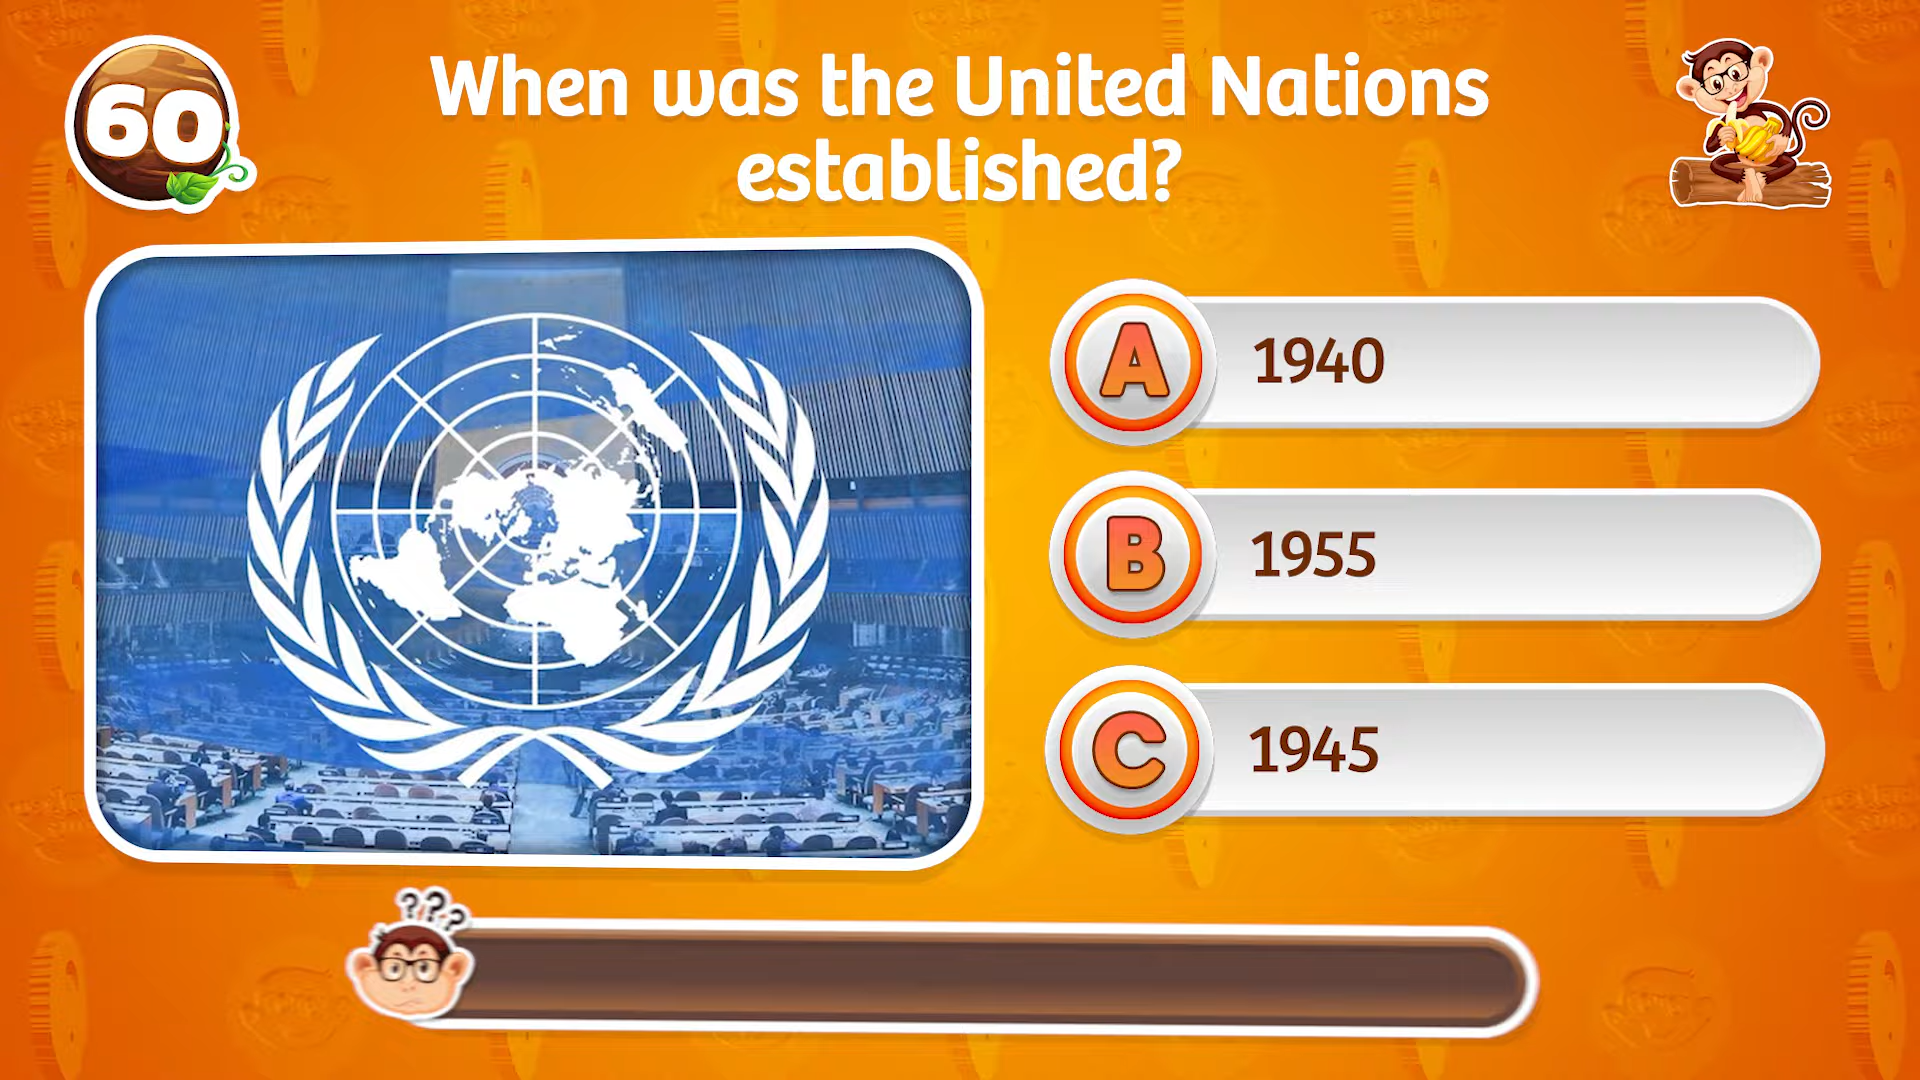 60
When was the United Nations
established?
A 1940
B 1955
C 1945
???